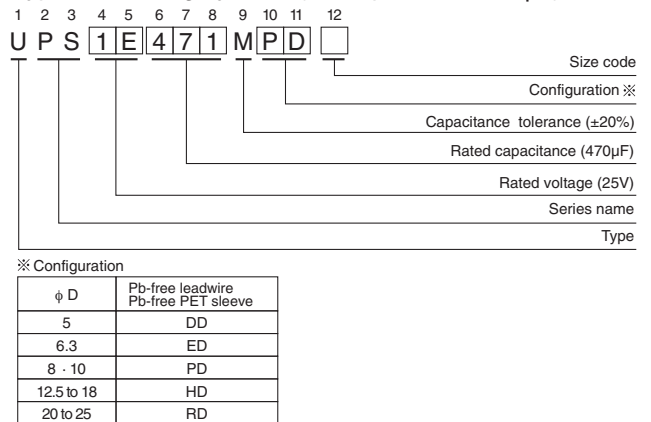 1 2 3 4 5 6 7 8 9 10 11 12
U P S 1 E 4 7 1 M P D
Size code
Configuration ※
Capacitance tolerance (±20%)
Rated capacitance (470µF)
Rated voltage (25V)
Series name
Type
※ Configuration
ϕ D Pb-free leadwire
Pb-free PET sleeve
5 DD
6.3 ED
8 · 10 PD
12.5 to 18 HD
20 to 25 RD